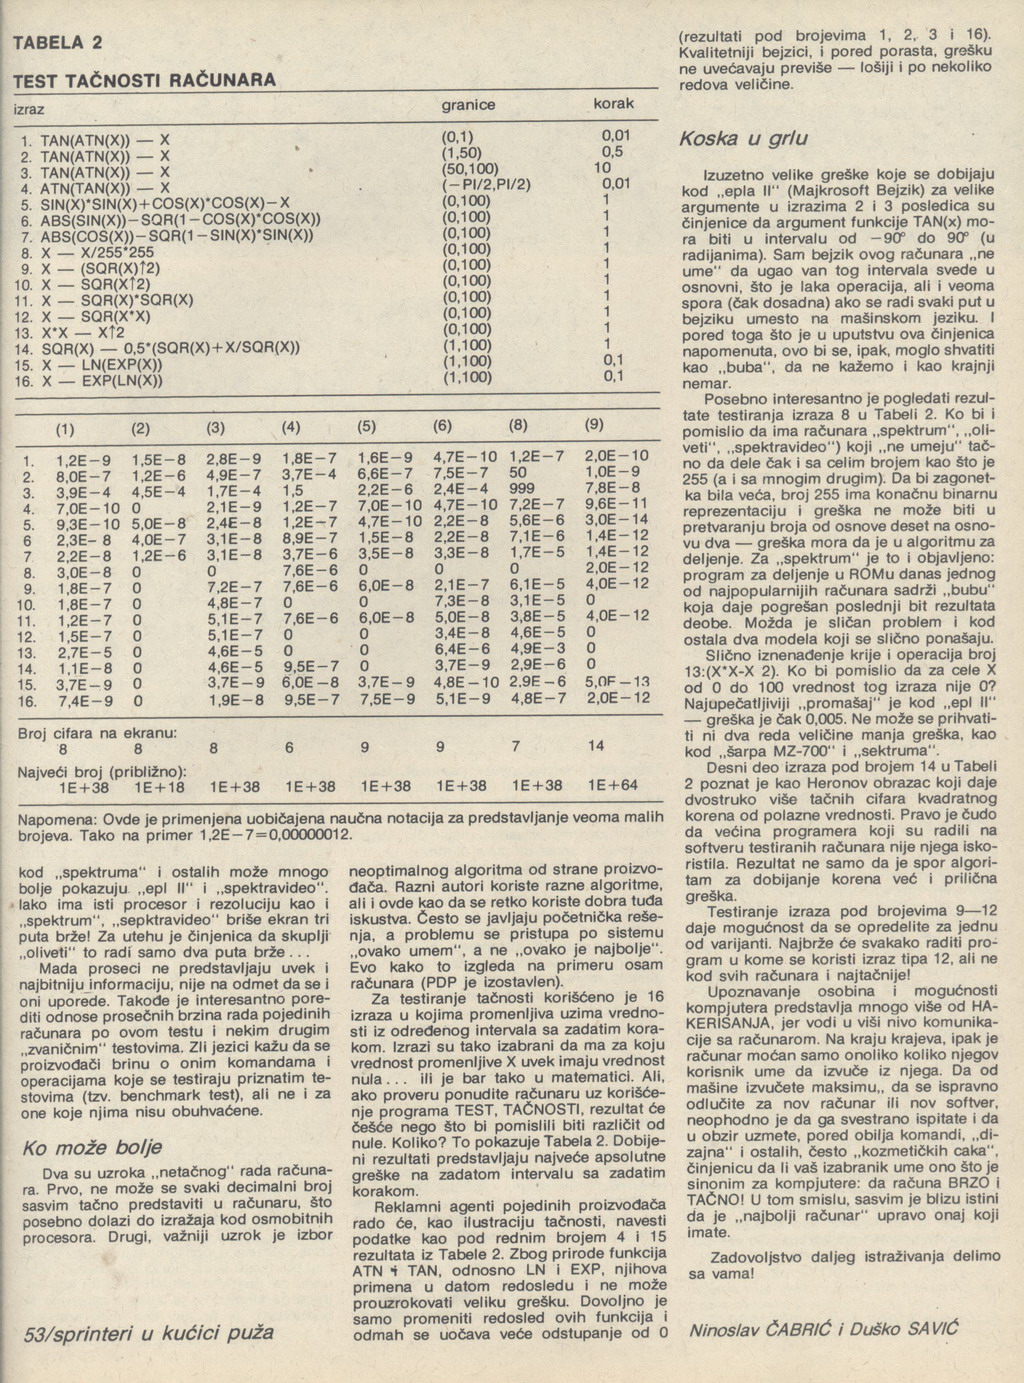 TABELA 2
TEST TAČNOSTI RAČUNARA
izraz granice korak
1. TAN(ATN(X)) — X (0,1) 0,01
2. TAN(ATN(X)) — X (1,50) 0,5
3. TAN(ATN(X)) — X (50,100) 10
4. ATN(TAN(X)) — X (–PI/2,PI/2) 0,01
5. SIN(X)*SIN(X)+COS(X)*COS(X)–X (0,100) 1
6. ABS(SIN(X))–SQR(1–COS(X)*COS(X)) (0,100) 1
7. ABS(COS(X))–SQR(1–SIN(X)*SIN(X)) (0,100) 1
8. X — X/255*255 (0,100) 1
9. X — (SQR(X)↑2) (0,100) 1
10. X — SQR(X↑2) (0,100) 1
11. X — SQR(X)*SQR(X) (0,100) 1
12. X — SQR(X*X) (0,100) 1
13. X*X — X↑2 (0,100) 1
14. SQR(X) — 0,5*(SQR(X)+X/SQR(X)) (1,100) 1
15. X — LN(EXP(X)) (1,100) 0,1
16. X — EXP(LN(X)) (1,100) 0,1
(1) (2) (3) (4) (5) (6) (8) (9)
1. 1,2E–9 1,5E–8 2,8E–9 1,8E–7 1,6E–9 4,7E–10 1,2E–7 2,0E–10
2. 8,0E–7 1,2E–6 4,9E–7 3,7E–4 6,6E–7 7,5E–7 50 1,0E–9
3. 3,9E–4 4,5E–4 1,7E–4 1,5 2,2E–6 2,4E–4 999 7,8E–8
4. 7,0E–10 0 2,1E–9 1,2E–7 7,0E–10 4,7E–10 7,2E–7 9,6E–11
5. 9,3E–10 5,0E–8 2,4E–8 1,2E–7 4,7E–10 2,2E–8 5,6E–6 3,0E–14
6 2,3E– 8 4,0E–7 3,1E–8 8,9E–7 1,5E–8 2,2E–8 7,1E–6 1,4E–12
7. 2,2E–8 1,2E–6 3,1E–8 3,7E–6 3,5E–8 3,3E–8 1,7E–5 1,4E–12
8. 3,0E–8 0 0 7,6E–6 0 0 0 2,0E–12
9. 1,8E–7 0 7,2E–7 7,6E–6 6,0E–8 2,1E–7 6,1E–5 4,0E–12
10. 1,8E–7 0 4,8E–7 0 0 7,3E–8 3,1E–5 0
11. 1,2E–7 0 5,1E–7 7,6E–6 6,0E–8 5,0E–8 3,8E–5 4,0E–12
12. 1,5E–7 0 5,1E–7 0 0 3,4E–8 4,6E–5 0
13. 2,7E–5 0 4,6E–5 0 0 6,4E–6 4,9E–3 0
14. 1,1E–8 0 4,6E–5 9,5E–7 0 3,7E–9 2,9E–6 0
15. 3,7E–9 0 3,7E–9 6,0E–8 3,7E–9 4,8E–10 2.9E–6 5,0F–13
16. 7,4E–9 0 1,9E–8 9,5E–7 7,5E–9 5,1E–9 4,8E–7 2,0E–12
Broj cifara na ekranu:
8 8 8 6 9 9 7 14
Najveći broj (približno):
1E+38 1E+18 1E+38 1E+38 1E+38 1E+38 1E+38 1E+64
Napomena: Ovde je primenjena uobičajena naučna notacija za predstavljanje veoma malih
brojeva. Tako na primer 1,2E–7=0,00000012.
kod „spektruma“ i ostalih može mnogo
bolje pokazuju „epl II“ i „spektravideo“.
Iako ima isti procesor i rezoluciju kao i
„spektrum“, „sepktravideo“ briše ekran tri
puta brže! Za utehu je činjenica da skuplji
„oliveti“ to radi samo dva puta brže ...
Mada proseci ne predstavljaju uvek i
najbitniju informaciju, nije na odmet da se i
oni uporede. Takođe je interesantno pore-
diti odnose prosečnih brzina rada pojedinih
računara po ovom testu i nekim drugim
„zvaničnim“ testovima. Zli jezici kažu da se
proizvođači brinu o onim komandama i
operacijama koje se testiraju priznatim te-
stovima (tzv. benchmark test), ali ne i za
one koje njima nisu obuhvaćene.
Ko može bolje
Dva su uzroka „netačnog“ rada računa-
ra. Prvo, ne može se svaki decimalni broj
sasvim tačno predstaviti u računaru, što
posebno dolazi do izražaja kod osmobitnih
procesora. Drugi, važniji uzrok je izbor
53/sprinteri u kućici puža
neoptimalnog algoritma od strane proizvo-
đača. Razni autori koriste razne algoritme,
ali i ovde kao da se retko koriste dobra tuđa
iskustva. Često se javljaju početnička reše-
nja, a problemu se pristupa po sistemu
„ovako umem“, a ne „ovako je najbolje“.
Evo kako to izgleda na primeru osam
računara (PDP je izostavlen).
Za testiranje tačnosti korišćeno je 16
izraza u kojima promenljiva uzima vredno-
sti iz određenog intervala sa zadatim kora-
kom. Izrazi su tako izabrani da ma za koju
vrednost promenljive X uvek imaju vrednost
nula... ili je bar tako u matematici. Ali,
ako proveru ponudite računaru uz korišće-
nje programa TEST, TAČNOSTI, rezultat će
češće nego što bi pomislili biti različit od
nule. Koliko? To pokazuje Tabela 2. Dobije-
ni rezultati predstavljaju najveće apsolutne
greške na zadatom intervalu sa zadatim
korakom.
Reklamni agenti pojedinih proizvođača
rado će, kao ilustraciju tačnosti, navesti
podatke kao pod rednim brojem 4 i 15
rezultata iz Tabele 2. Zbog prirode funkcija
ATN i TAN, odnosno LN i EXP, njihova
primena u datom redosledu i ne može
prouzrokovati veliku grešku. Dovoljno je
samo promeniti redosled ovih funkcija i
odmah se uočava veće odstupanje od 0
(rezultati pod brojevima 1, 2, 3 i 16).
Kvalitetniji bejzici, i pored porasta, grešku
ne uvećavaju previše — lošiji i po nekoliko
redova veličine.
Koska u grlu
Izuzetno velike greške koje se dobijaju
kod „epla II“ (Majkrosoft Bejzik) za velike
argumente u izrazima 2 i 3 posledica su
činjenice da argument funkcije TAN(x) mo-
ra biti u intervalu od –90° do 90° (u
radijanima). Sam bejzik ovog računara „ne
ume“ da ugao van tog intervala svede u
osnovni, što je laka operacija, ali i veoma
spora (čak dosadna) ako se radi svaki put u
bejziku umesto na mašinskom jeziku. I
pored toga što je u uputstvu ova činjenica
napomenuta, ovo bi se, ipak, moglo shvatiti
kao „buba“, da ne kažemo i kao krajnji
nemar.
Posebno interesantno je pogledati rezul-
tate testiranja izraza 8 u Tabeli 2. Ko bi i
pomislio da ima računara „spektrum“, „oli-
veti“, „spektravideo“) koji „ne umeju“ tač-
no da dele čak i sa celim brojem kao što je
255 (a i sa mnogim drugim). Da bi zagonet-
ka bila veća, broj 255 ima konačnu binarnu
reprezentaciju i greška ne može biti u
pretvaranju broja od osnove deset na osno-
vu dva — greška mora da je u algoritmu za
deljenje. Za „spektrum“ je to i objavljeno:
program za deljenje u ROMu danas jednog
od najpopularnijih računara sadrži „bubu“
koja daje pogrešan poslednji bit rezultata
deobe. Možda je sličan problem i kod
ostala dva modela koji se slično ponašaju.
Slično iznenađenje krije i operacija broj
13:(X*X-X 2). Ko bi pomislio da za cele X
od 0 do 100 vrednost tog izraza nije 0?
Najupečatljiviji „promašaj“ je kod „epl II“
— greška je čak 0,005. Ne može se prihvati-
ti ni dva reda veličine manja greška, kao
kod „šarpa MZ-700“ i „sektruma“.
Desni deo izraza pod brojem 14 u Tabeli
2 poznat je kao Heronov obrazac koji daje
dvostruko više tačnih cifara kvadratnog
korena od polazne vrednosti. Pravo je čudo
da većina programera koji su radili na
softveru testiranih računara nije njega isko-
ristila. Rezultat ne samo da je spor algori-
tam za dobijanje korena već i prilična
greška.
Testiranje izraza pod brojevima 9—12
daje mogućnost da se opredelite za jednu
od varijanti. Najbrže će svakako raditi pro-
gram u kome se koristi izraz tipa 12, ali ne
kod svih računara i najtačnije!
Upoznavanje osobina i mogućnosti
kompjutera predstavlja mnogo više od HA-
KERISANJA, jer vodi u viši nivo komunika-
cije sa računarom. Na kraju krajeva, ipak je
računar moćan samo onoliko koliko njegov
korisnik ume da izvuče iz njega. Da od
mašine izvučete maksimu,, da se ispravno
odlučite za nov računar ili nov softver,
neophodno je da ga svestrano ispitate i da
u obzir uzmete, pored obilja komandi, „di-
zajna“ i ostalih, često „kozmetičkih caka“,
činjenicu da li vaš izabranik ume ono što je
sinonim za kompjutere: da računa BRZO i
TAČNO! U tom smislu, sasvim je blizu istini
da je „najbolji računar“ upravo onaj koji
imate.
Zadovoljstvo daljeg istraživanja delimo
sa vama!
Ninoslav ČABRIĆ i Duško SAVIĆ